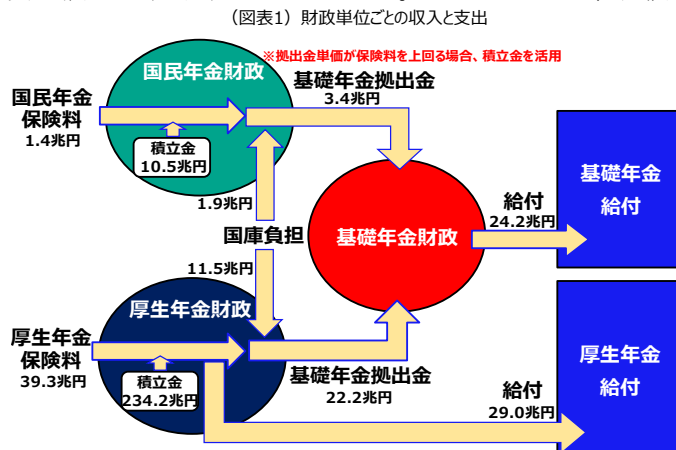 (図表1) 財政単位ごとの収入と支出
※拠出金単価が保険料を上回る場合、積立金を活用
国民年金財政
国民年金
保険料
1.4兆円
積立金
10.5兆円
基礎年金拠出金
3.4兆円
1.9兆円
国庫負担
11.5兆円
基礎年金財政
給付
24.2兆円
基礎年金
給付
厚生年金財政
厚生年金
保険料
39.3兆円
積立金
234.2兆円
基礎年金拠出金
22.2兆円
給付
29.0兆円
厚生年金
給付